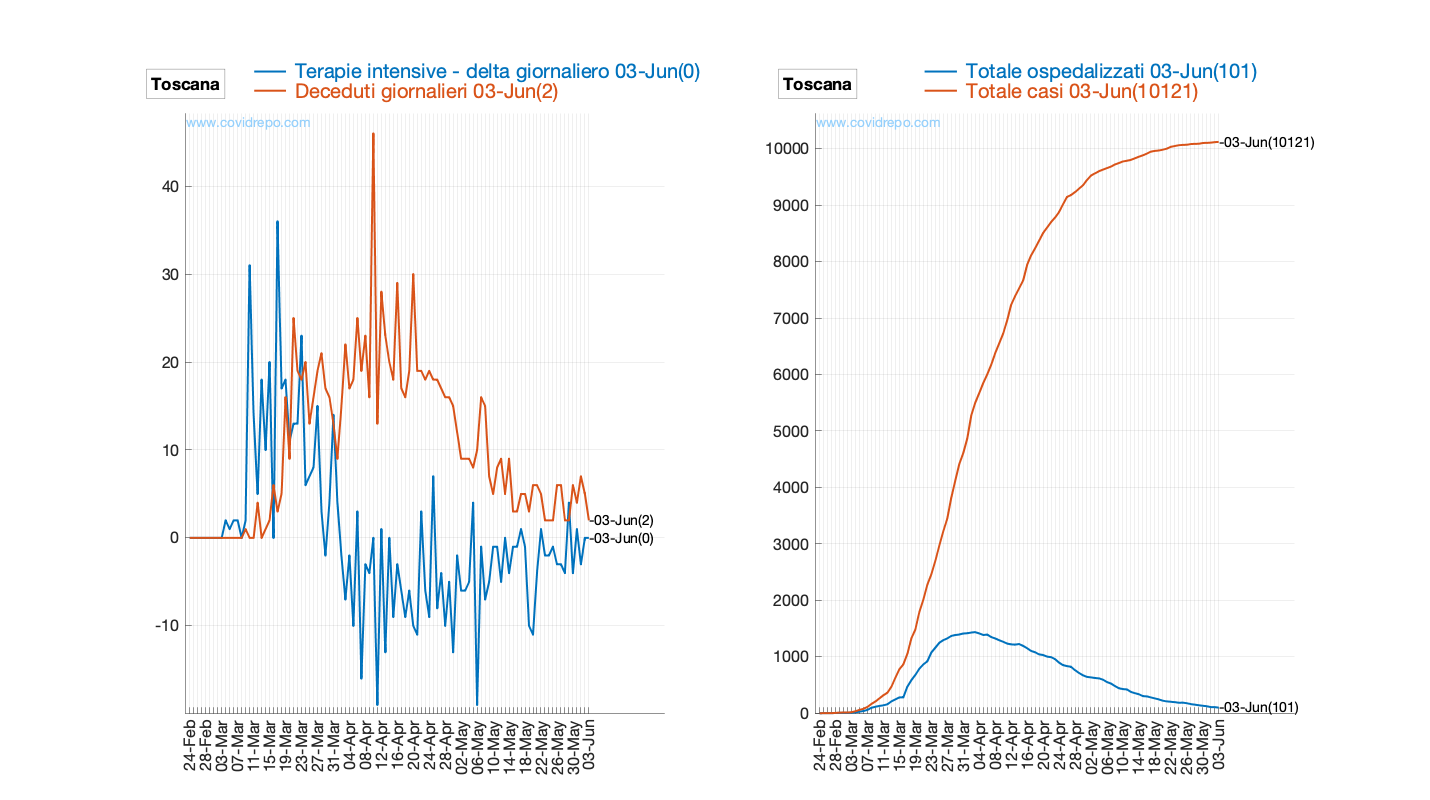 Toscana
Terapie intensive - delta giornaliero 03-Jun(0)
Deceduti giornalieri 03-Jun(2)
www.covidrepo.com
40
30
20
10
0
-10
-03-Jun(2)
-03-Jun(0)
24-Feb
28-Feb
03-Mar
07-Mar
11-Mar
15-Mar
19-Mar
23-Mar
27-Mar
31-Mar
04-Apr
08-Apr
12-Apr
16-Apr
20-Apr
24-Apr
28-Apr
02-May
06-May
10-May
14-May
18-May
22-May
26-May
30-May
03-Jun
Toscana
Totale ospedalizzati 03-Jun(101)
Totale casi 03-Jun(10121)
www.covidrepo.com
10000
9000
8000
7000
6000
5000
4000
3000
2000
1000
0
-03-Jun(10121)
-03-Jun(101)
24-Feb
28-Feb
03-Mar
07-Mar
11-Mar
15-Mar
19-Mar
23-Mar
27-Mar
31-Mar
04-Apr
08-Apr
12-Apr
16-Apr
20-Apr
24-Apr
28-Apr
02-May
06-May
10-May
14-May
18-May
22-May
26-May
30-May
03-Jun